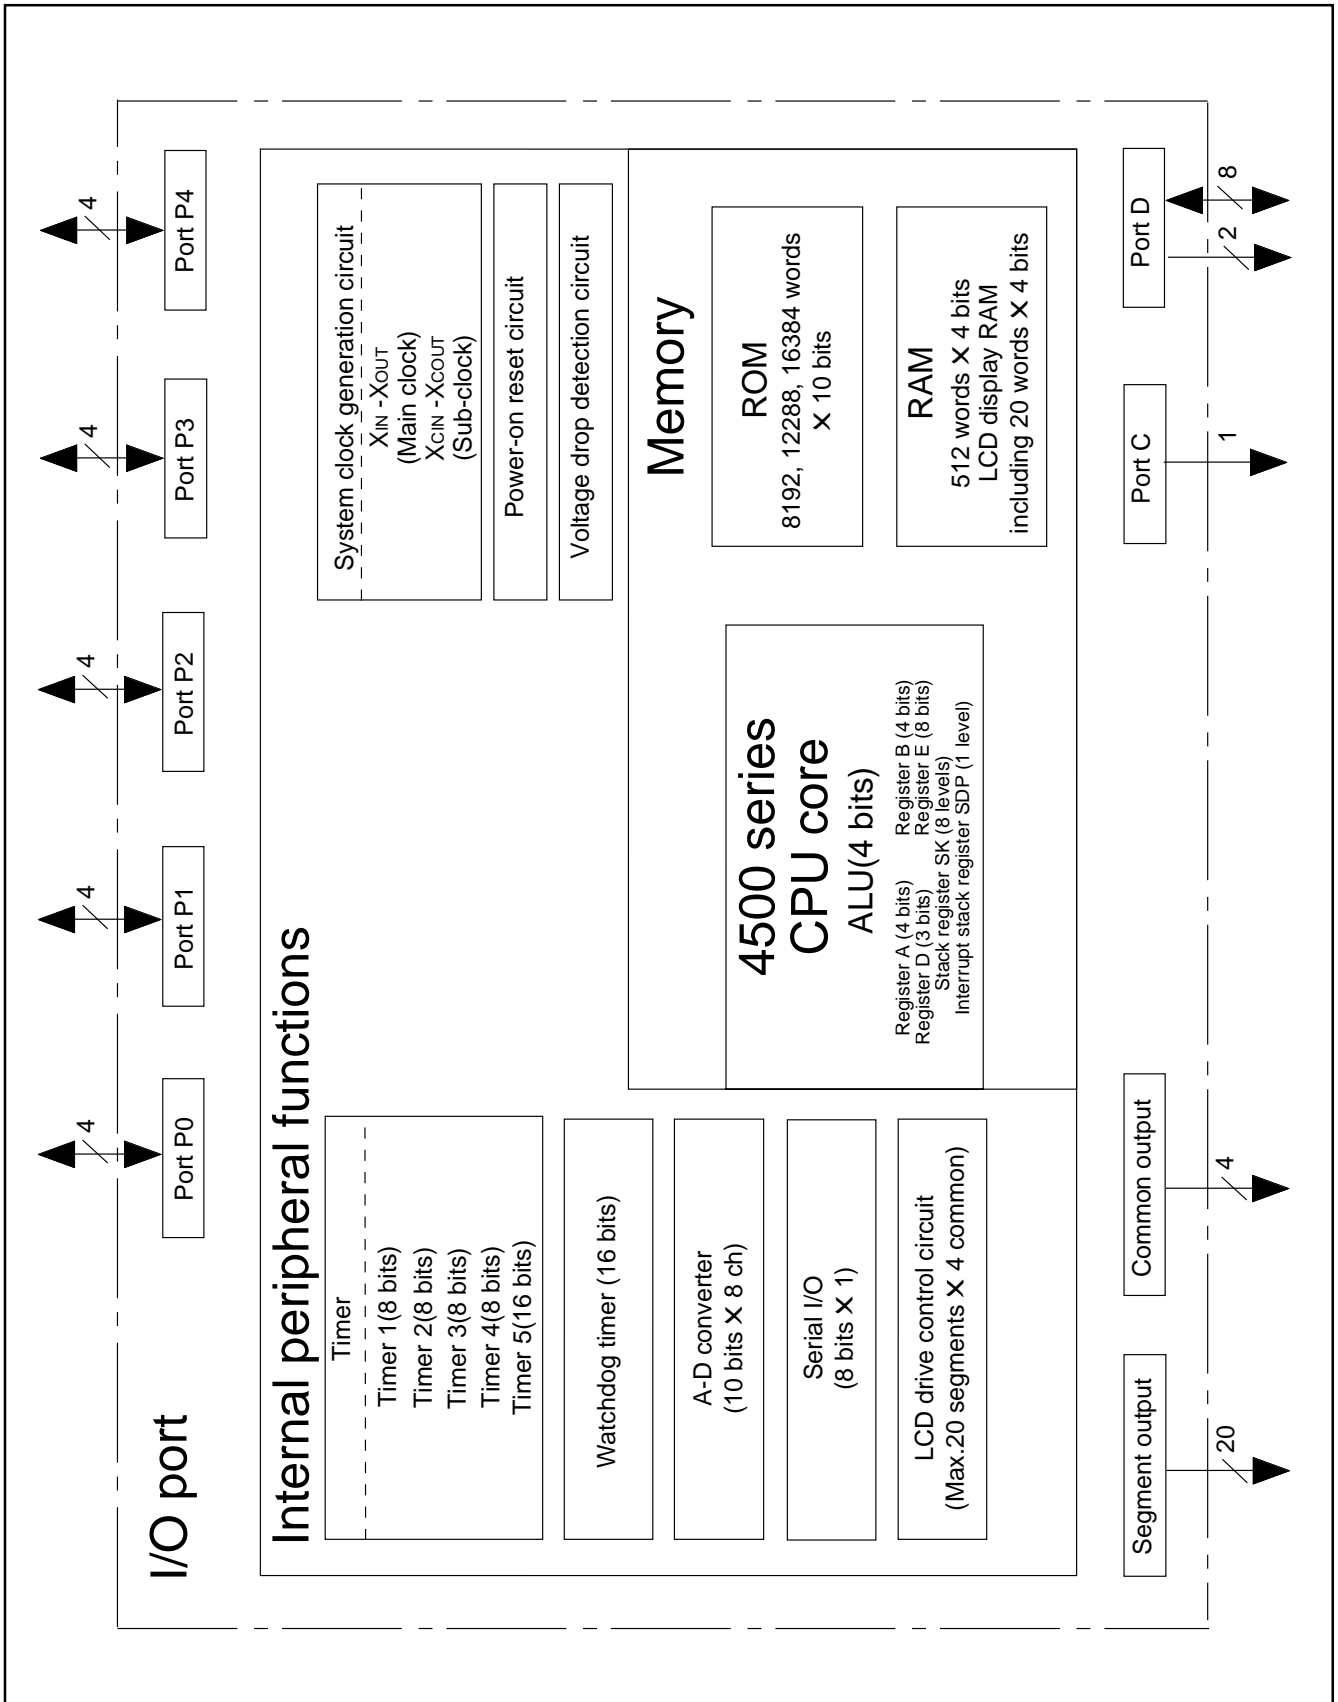 I/O port
4
4
4
4
4
Port P0
Port P1
Port P2
Port P3
Port P4
Internal peripheral functions
Timer
Timer 1(8 bits)
Timer 2(8 bits)
Timer 3(8 bits)
Timer 4(8 bits)
Timer 5(16 bits)
Watchdog timer (16 bits)
A-D converter
(10 bits X 8 ch)
Serial I/O
(8 bits X 1)
LCD drive control circuit
(Max.20 segments X 4 common)
System clock generation circuit
XIN -XOUT
(Main clock)
XCIN -XCOUT
(Sub-clock)
Power-on reset circuit
Voltage drop detection circuit
4500 series
CPU core
ALU(4 bits)
Register A (4 bits) Register B (4 bits)
Register D (3 bits) Register E (8 bits)
Stack register SK (8 levels)
Interrupt stack register SDP (1 level)
Memory
ROM
8192, 12288, 16384 words
X 10 bits
RAM
512 words X 4 bits
LCD display RAM
including 20 words X 4 bits
Segment output
Common output
Port C
Port D
20
4
1
2
8